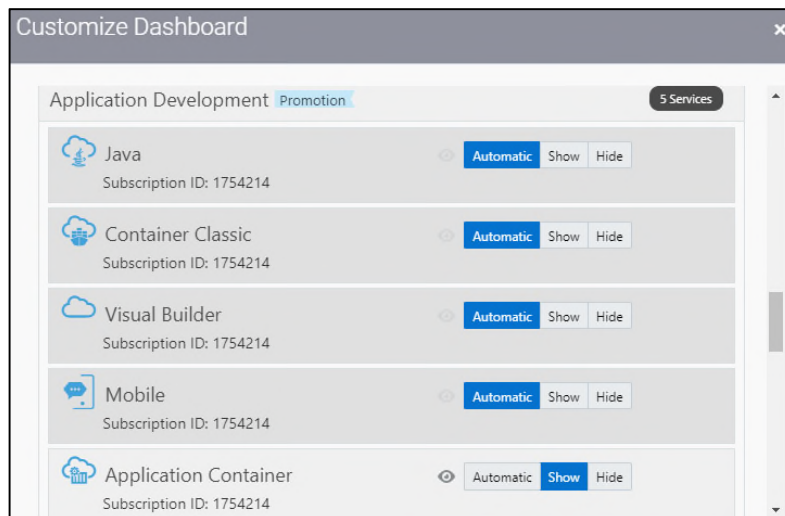 Customize Dashboard ×
Application Development Promotion 5 Services
Java Automatic Show Hide
Subscription ID: 1754214
Container Classic Automatic Show Hide
Subscription ID: 1754214
Visual Builder Automatic Show Hide
Subscription ID: 1754214
Mobile Automatic Show Hide
Subscription ID: 1754214
Application Container Automatic Show Hide
Subscription ID: 1754214